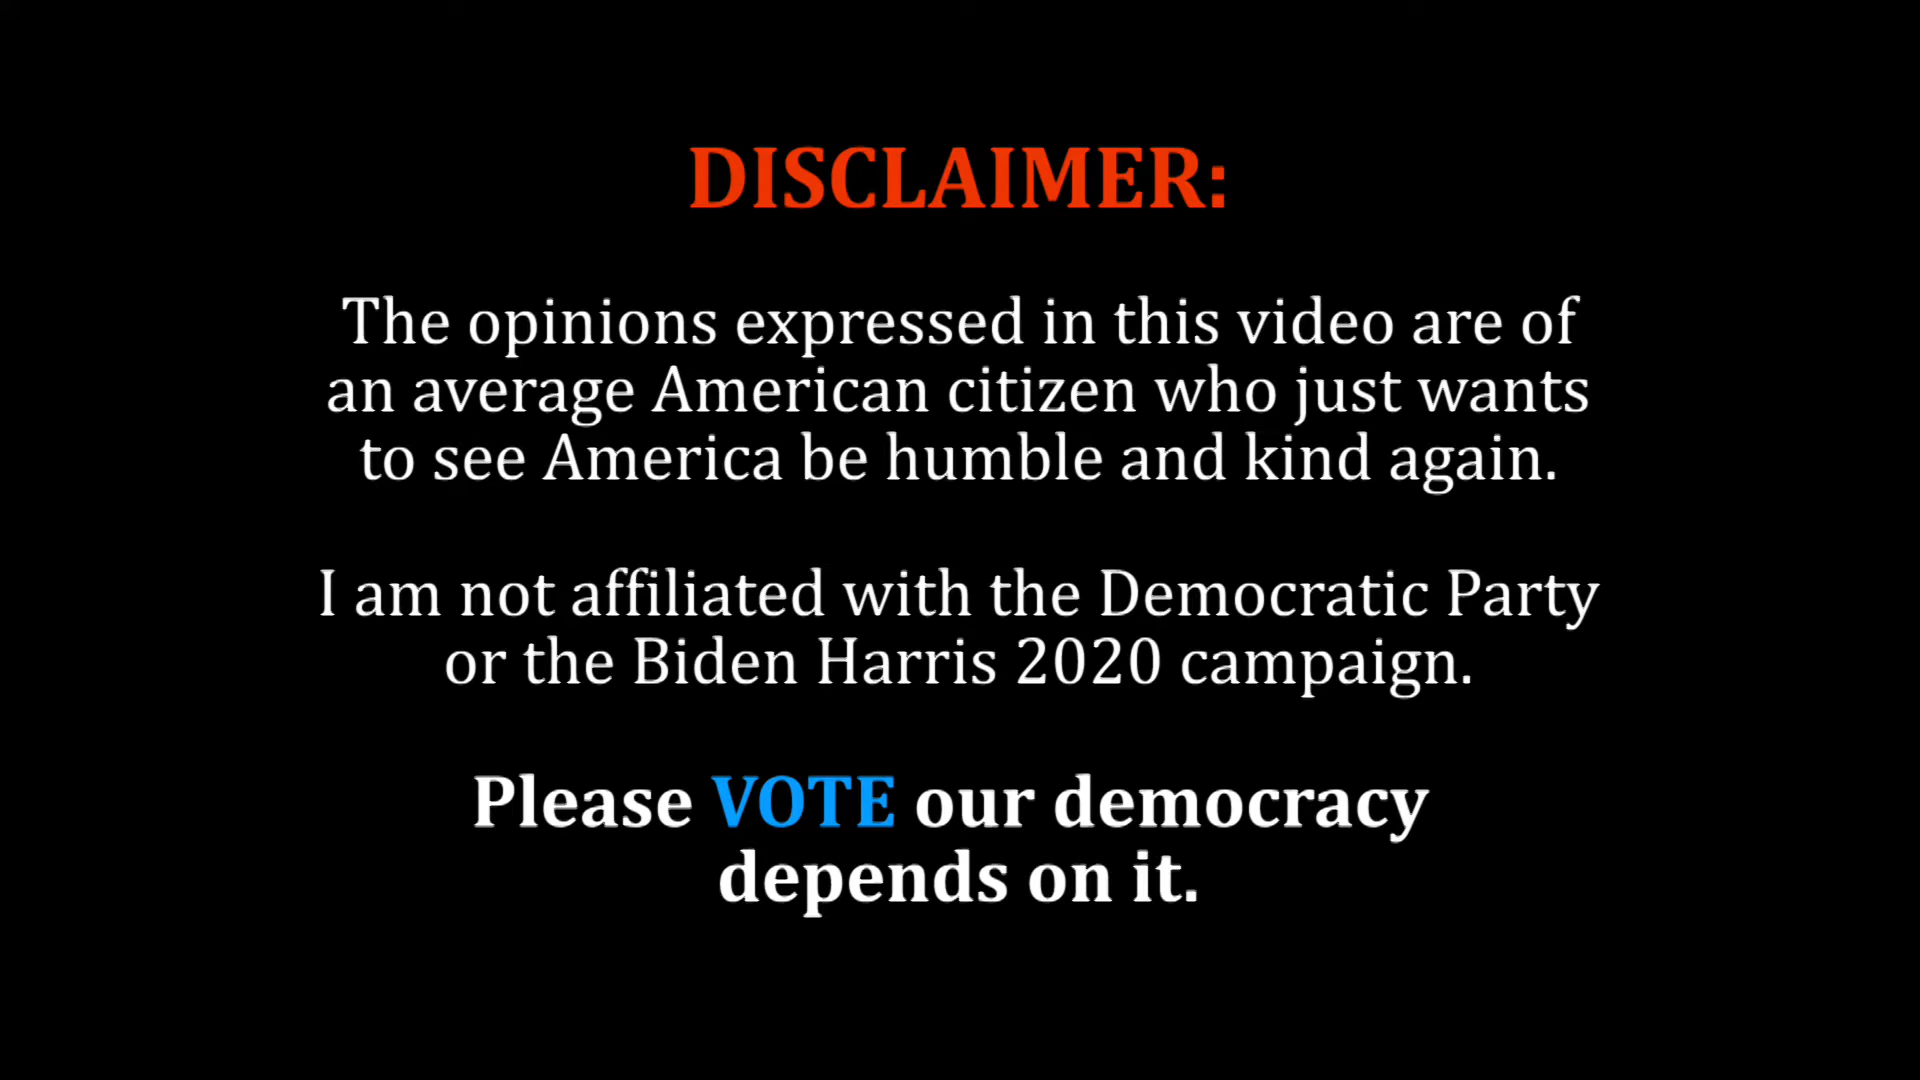 DISCLAIMER:
The opinions expressed in this video are of
an average American citizen who just wants
to see America be humble and kind again.
I am not affiliated with the Democratic Party
or the Biden Harris 2020 campaign.
Please VOTE our democracy
depends on it.